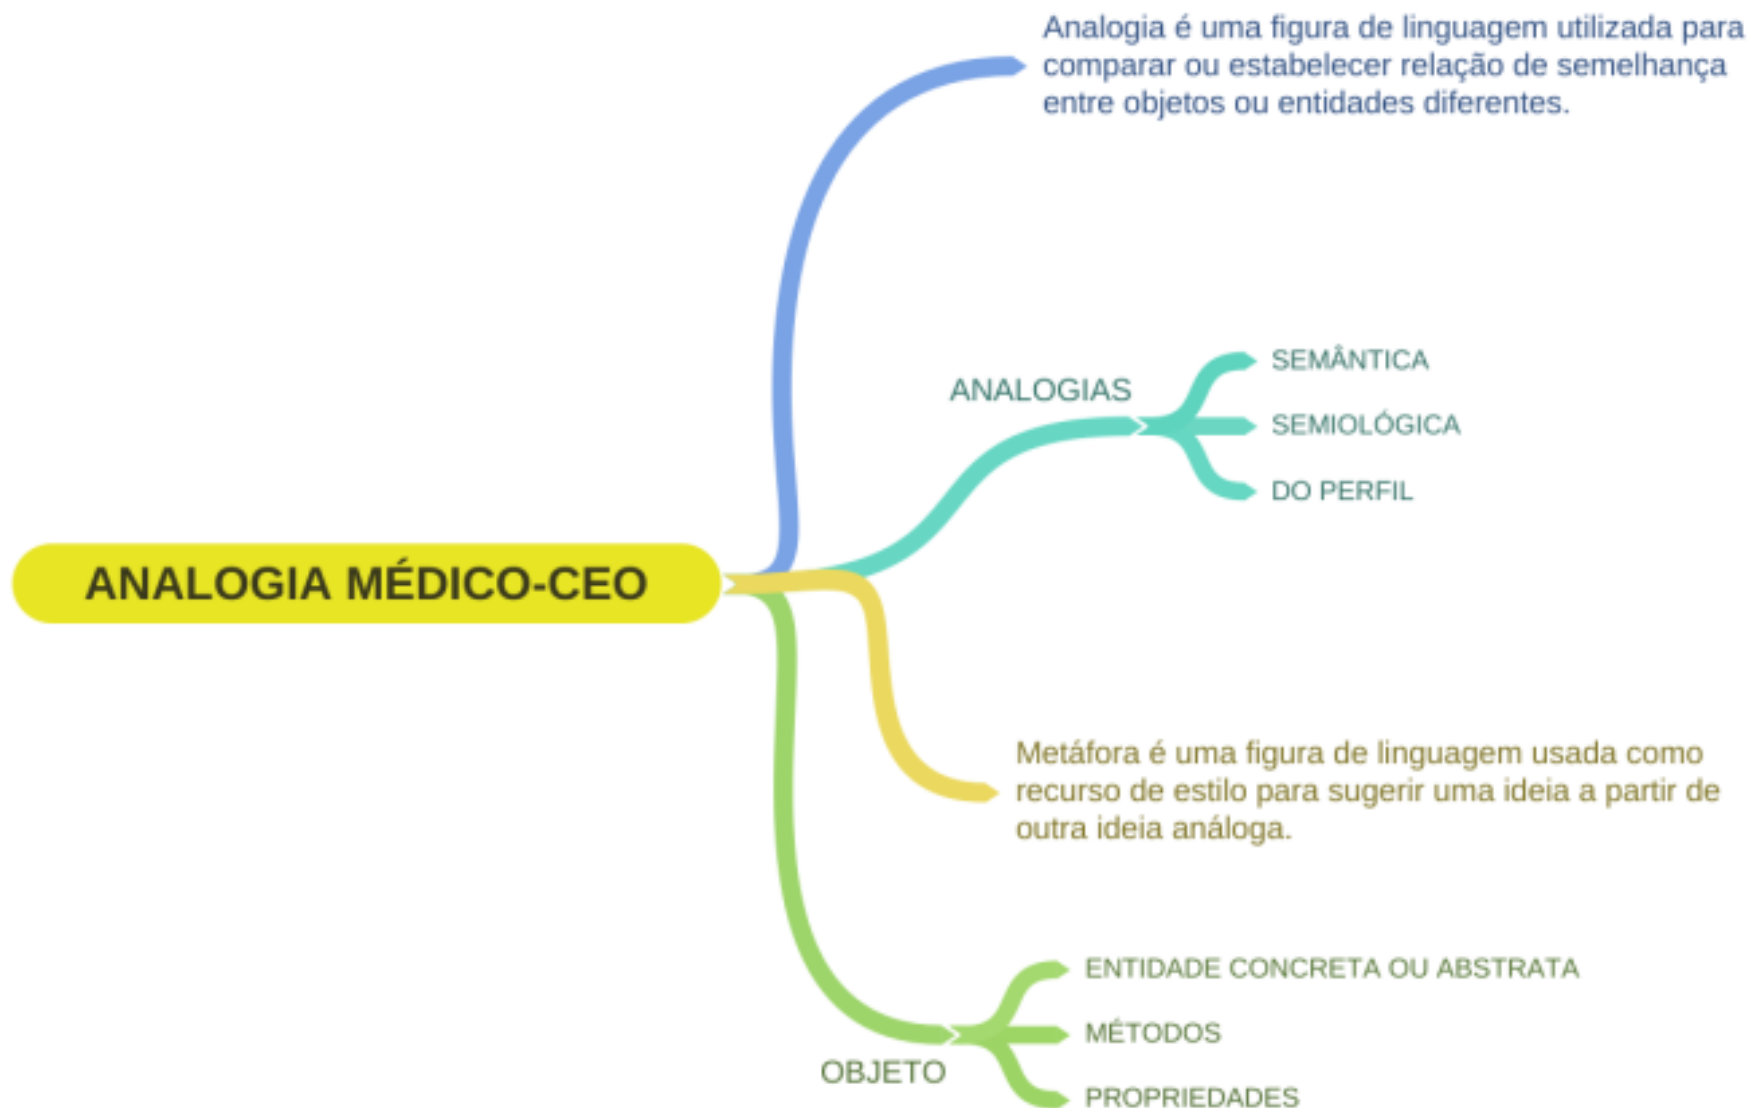 Analogia é uma figura de linguagem utilizada para
comparar ou estabelecer relação de semelhança
entre objetos ou entidades diferentes.
ANALOGIAS
SEMÂNTICA
SEMIOLÓGICA
DO PERFIL
ANALOGIA MÉDICO-CEO
Metáfora é uma figura de linguagem usada como
recurso de estilo para sugerir uma ideia a partir de
outra ideia análoga.
OBJETO
ENTIDADE CONCRETA OU ABSTRATA
MÉTODOS
PROPRIEDADES